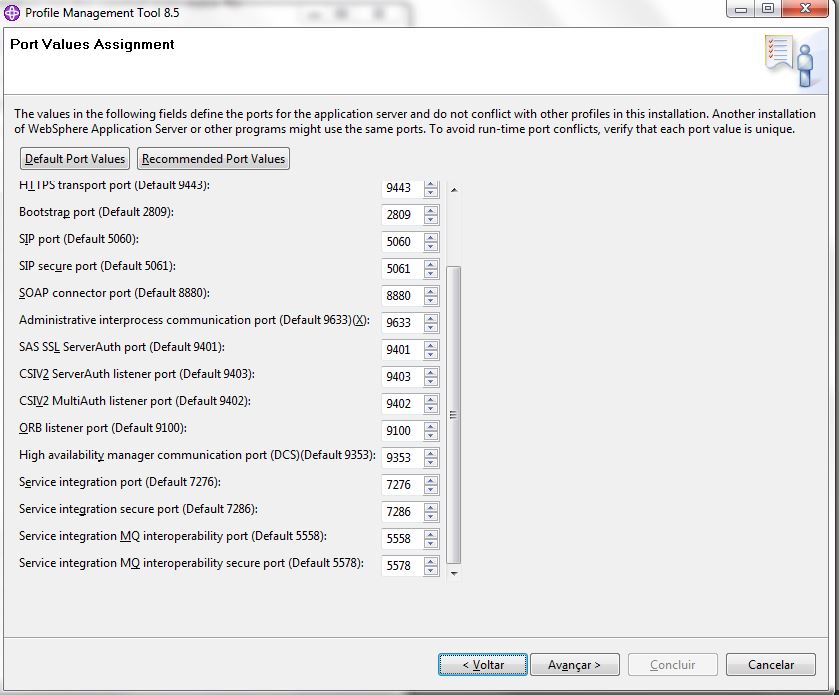 Profile Management Tool 8.5
Port Values Assignment
The values in the following fields define the ports for the application server and do not conflict with other profiles in this installation. Another installation
of WebSphere Application Server or other programs might use the same ports. To avoid run-time port conflicts, verify that each port value is unique.
Default Port Values Recommended Port Values
HTTPS transport port (Default 9443): 9443
Bootstrap port (Default 2809): 2809
SIP port (Default 5060): 5060
SIP secure port (Default 5061): 5061
SOAP connector port (Default 8880): 8880
Administrative interprocess communication port (Default 9633)(X): 9633
SAS SSL ServerAuth port (Default 9401): 9401
CSIV2 ServerAuth listener port (Default 9403): 9403
CSIV2 MultiAuth listener port (Default 9402): 9402
ORB listener port (Default 9100): 9100
High availability manager communication port (DCS)(Default 9353): 9353
Service integration port (Default 7276): 7276
Service integration secure port (Default 7286): 7286
Service integration MQ interoperability port (Default 5558): 5558
Service integration MQ interoperability secure port (Default 5578): 5578
< Voltar Avançar > Concluir Cancelar